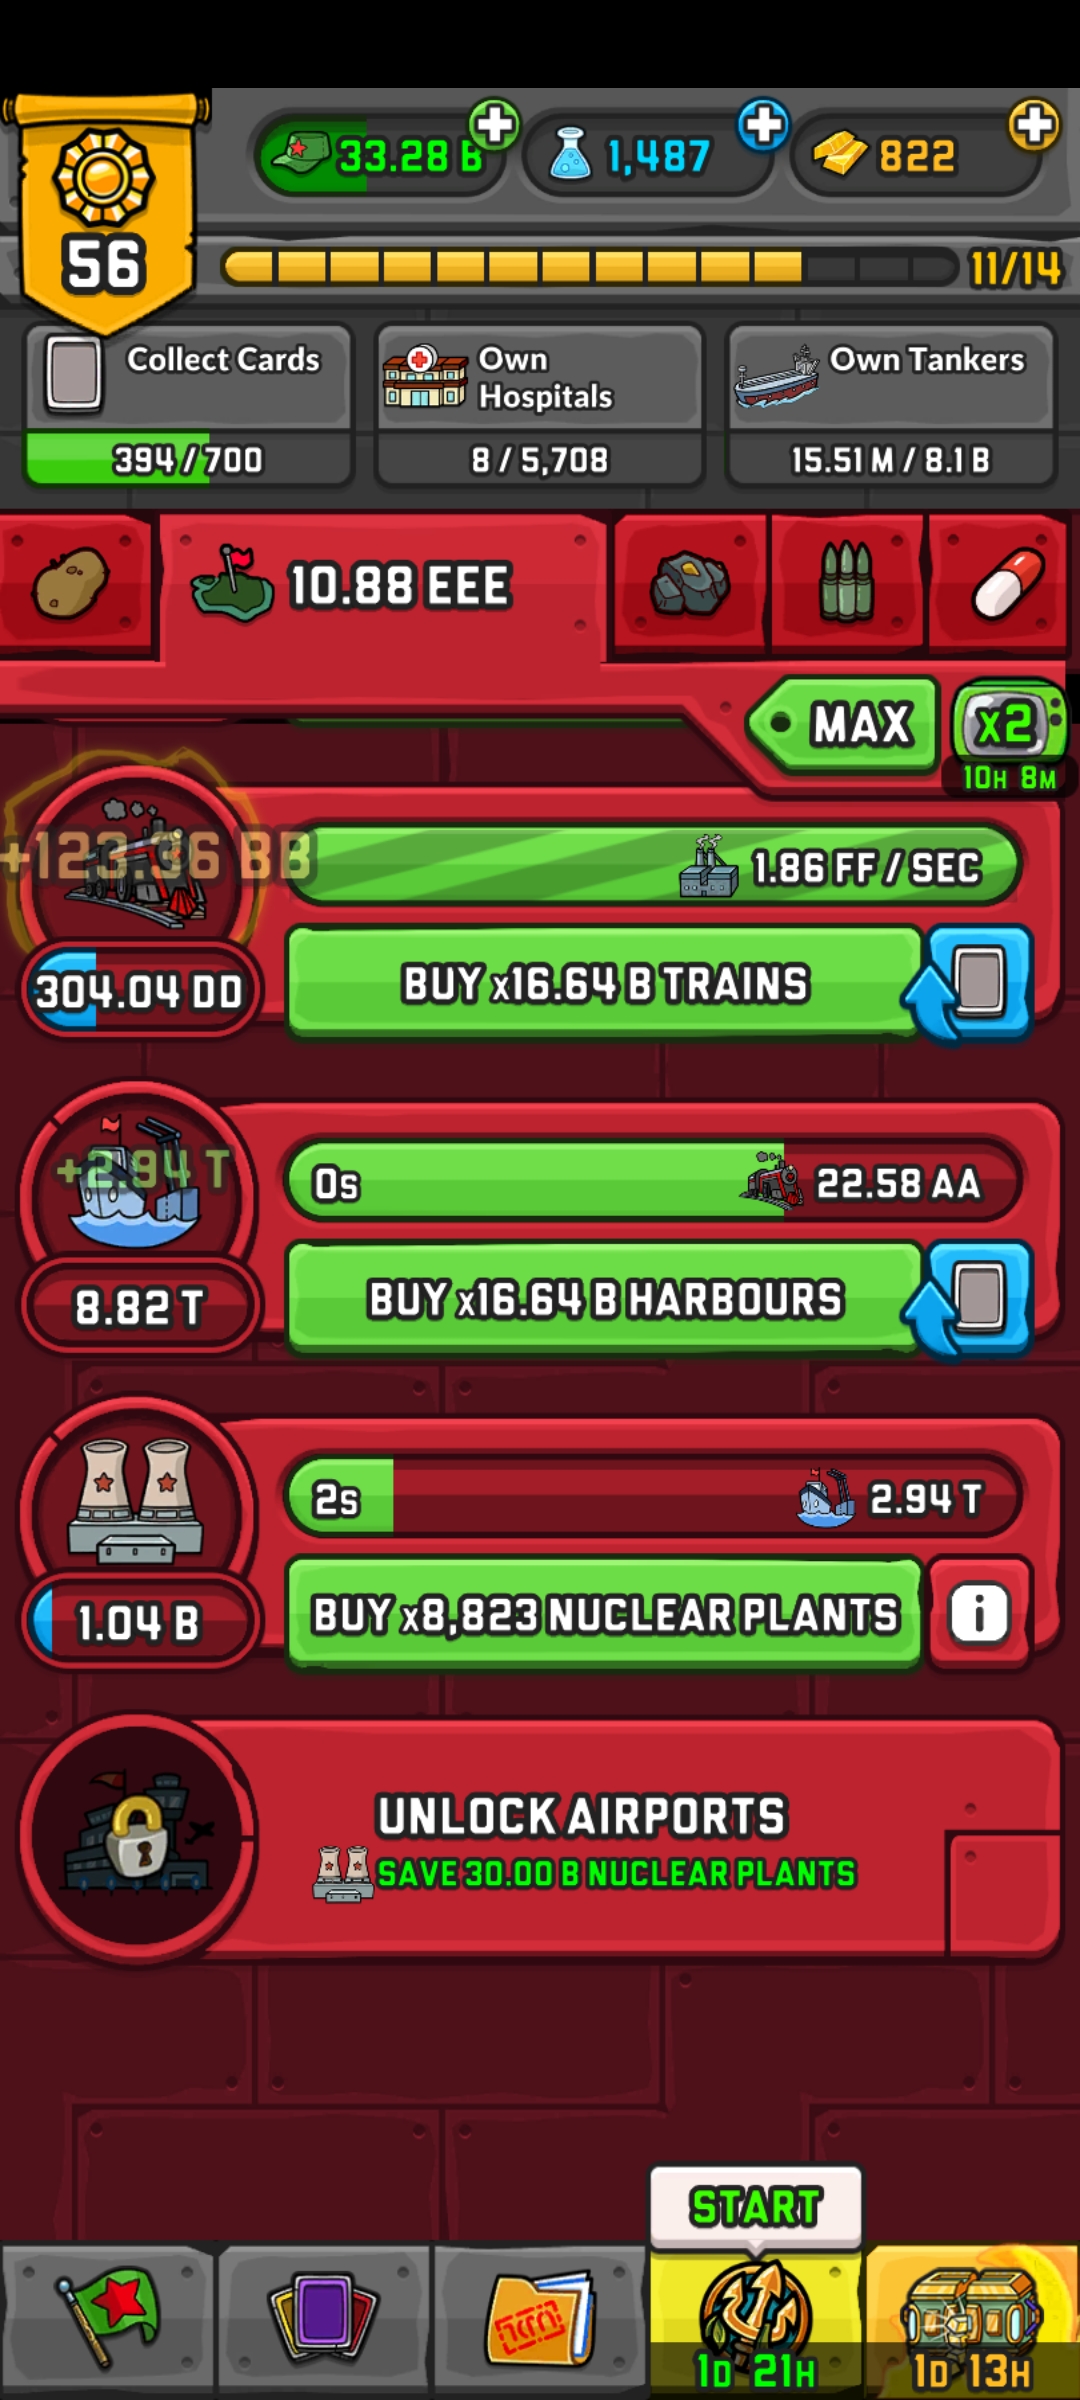 33.28 B
1,487
822
56
11/14
Collect Cards
394/700
Own
Hospitals
8/5,708
Own Tankers
15.51 M / 8.1 B
10.88 EEE
MAX
x2
10H 8M
+123.36 BB
1.86 FF / SEC
304.04 DD
BUY x16.64 B TRAINS
+2.94 T
0s
22.58 AA
8.82 T
BUY x16.64 B HARBOURS
2s
2.94 T
1.04 B
BUY x8,823 NUCLEAR PLANTS
i
UNLOCK AIRPORTS
SAVE 30.00 B NUCLEAR PLANTS
START
1D 21H
1D 13H